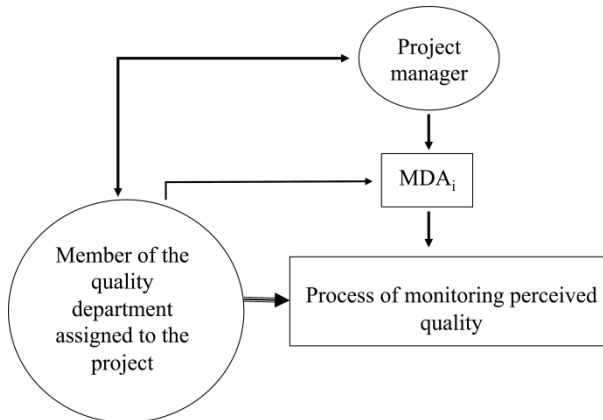 Project
manager
MDAi
Member of the
quality
department
assigned to the
project
Process of monitoring perceived
quality